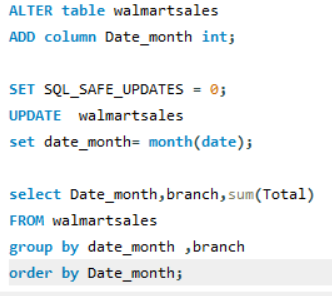 ALTER table walmartsales
ADD column Date_month int;
SET SQL_SAFE_UPDATES = 0;
UPDATE  walmartsales
set date_month= month(date);
select Date_month,branch,sum(Total)
FROM walmartsales
group by date_month ,branch
order by Date_month;